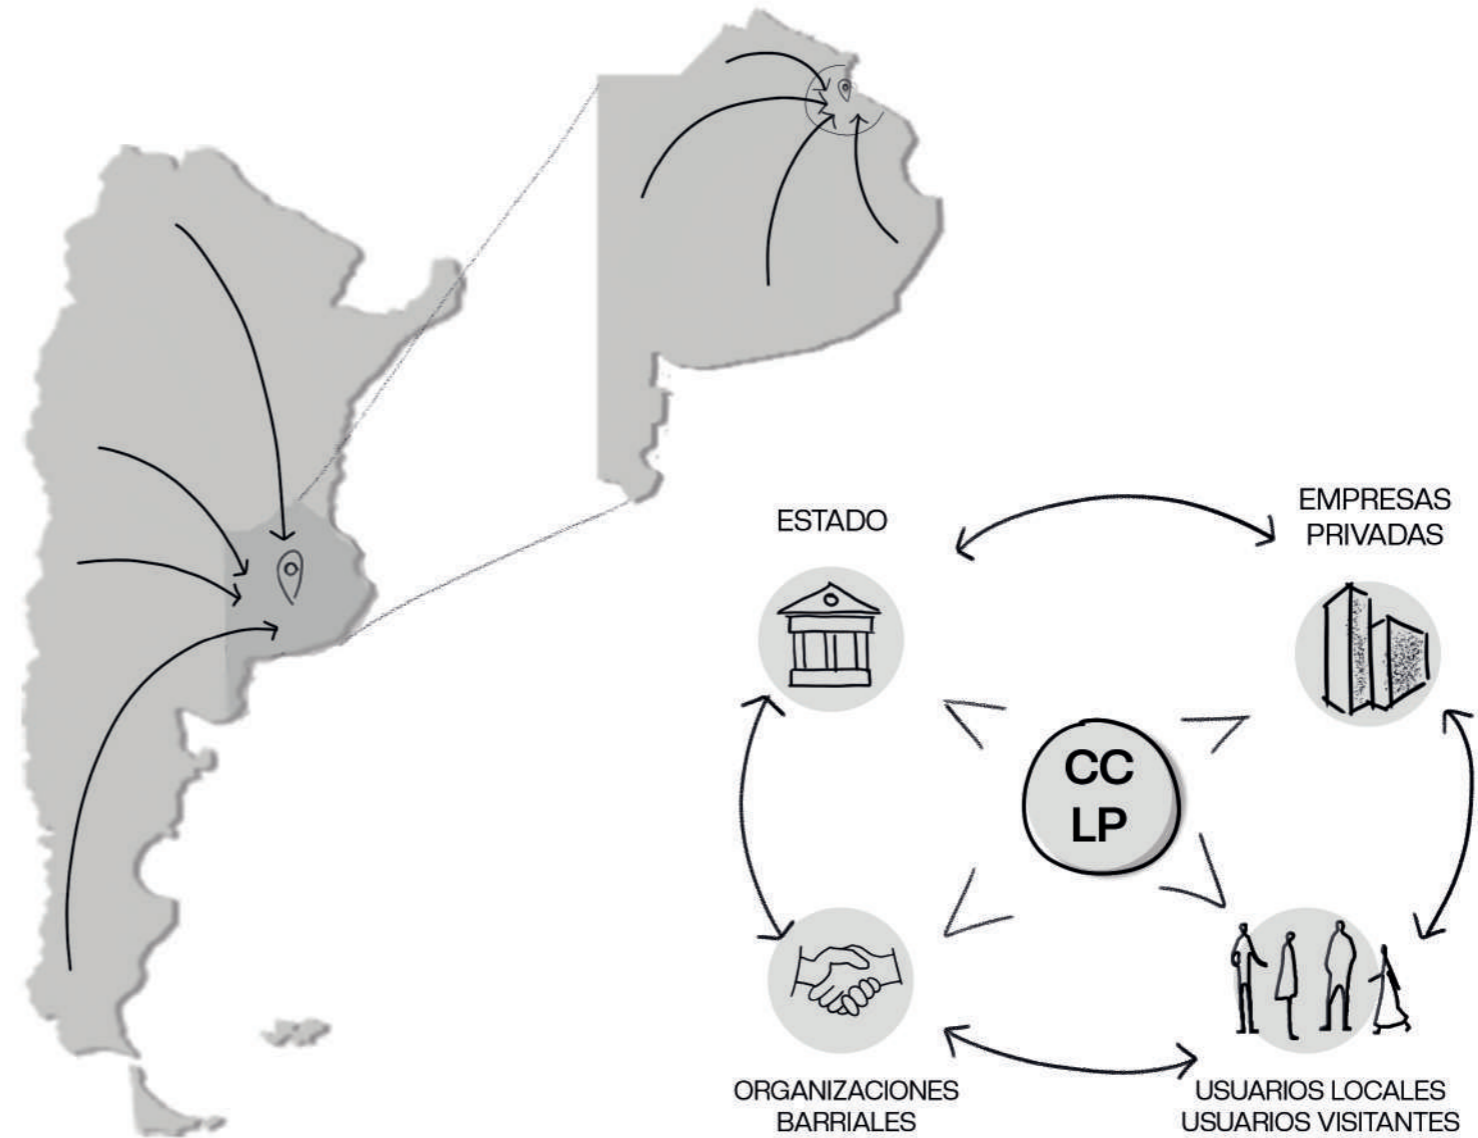 ESTADO
EMPRESAS
PRIVADAS
CC
LP
ORGANIZACIONES
BARRIALES
USUARIOS LOCALES
USUARIOS VISITANTES